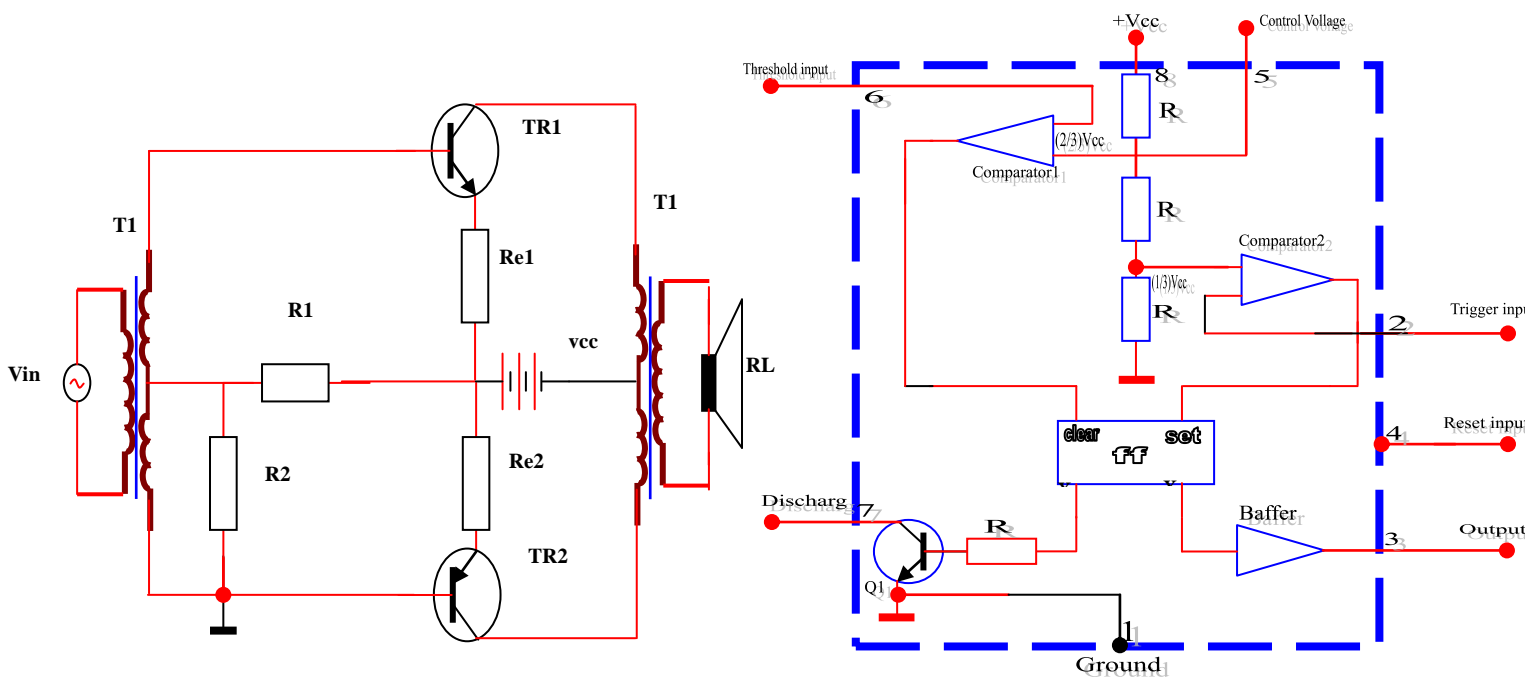 TR1
T1
T1
Re1
R1
vcc
Vin
RL
Re2
R2
TR2
+Vcc
Control Voltage
Threshold input
8
5
6
R
(2/3)Vcc
Comparator1
R
Comparator2
(1/3)Vcc
R
2
Trigger inpu
clear
set
ff
4
Reset inpu
Discharg
7
R
Baffer
3
Output
Q1
1
Ground